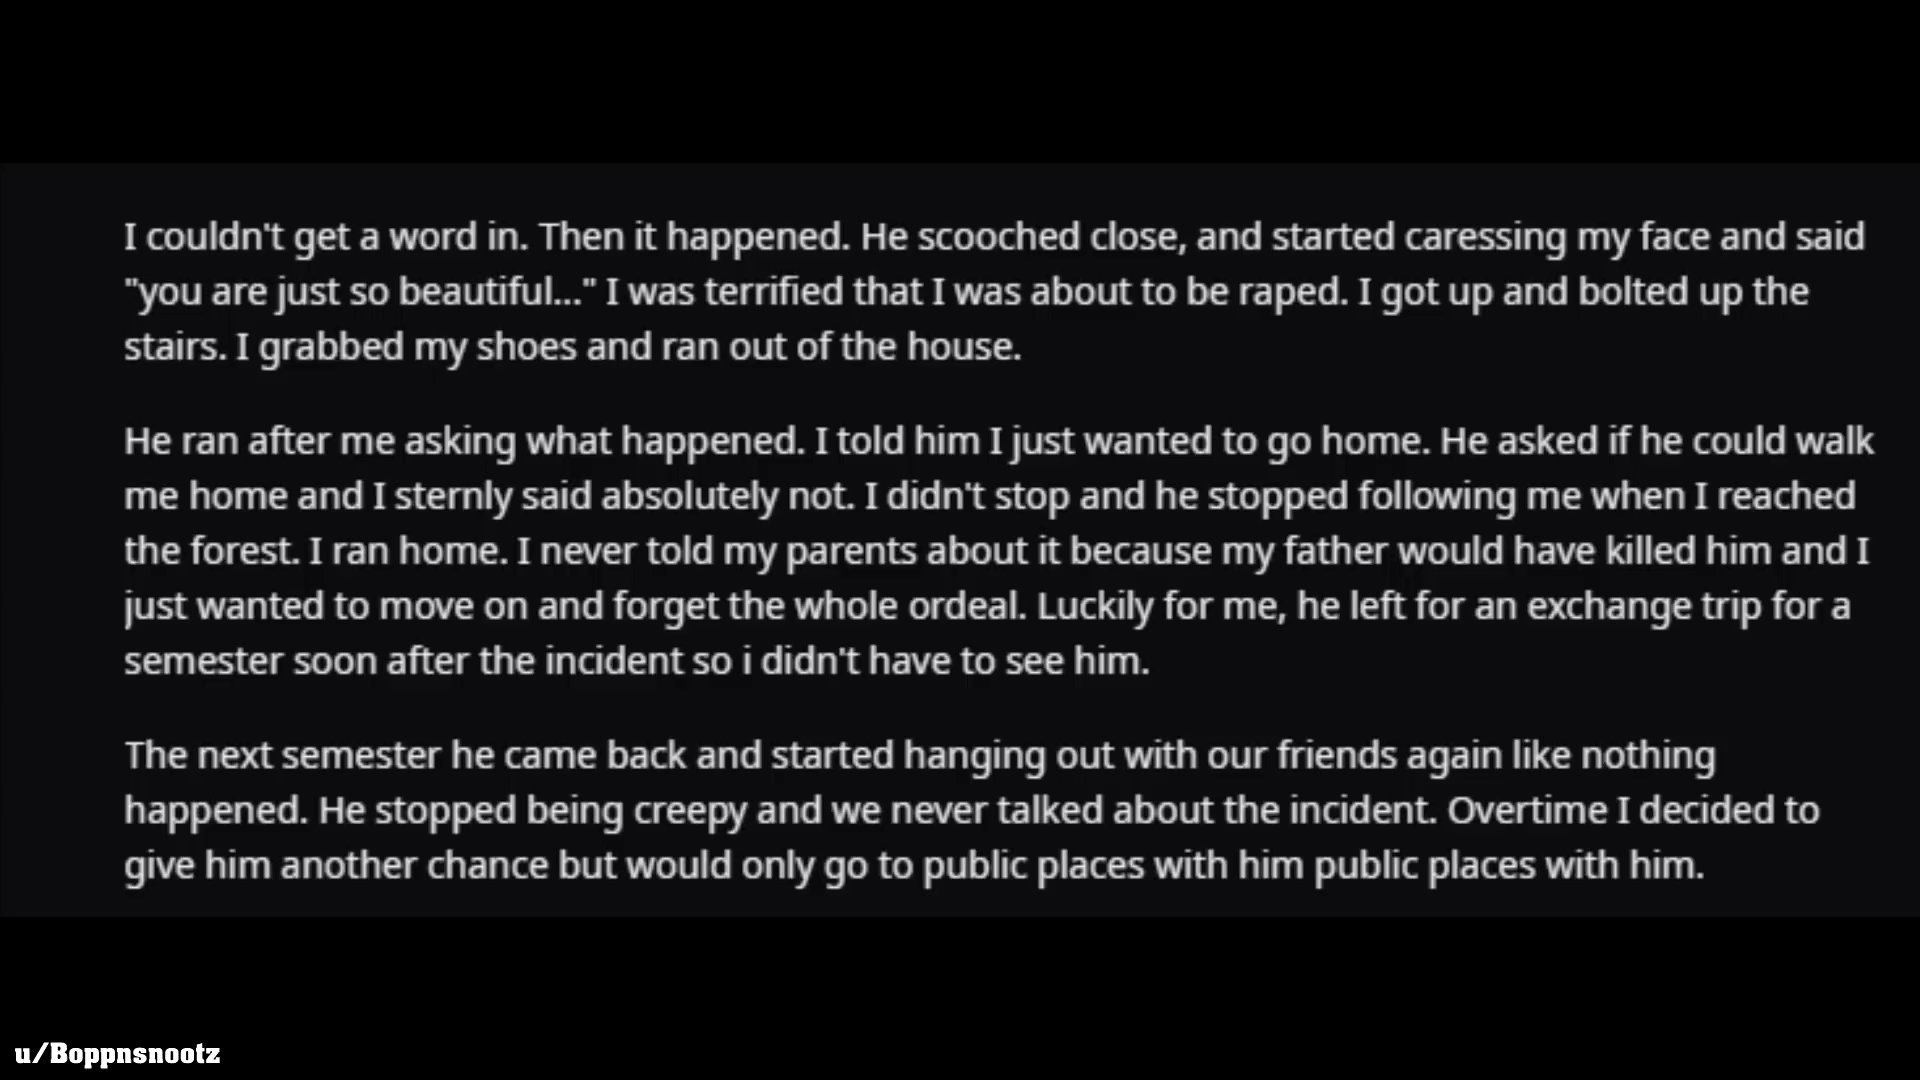 I couldn't get a word in. Then it happened. He scooched close, and started caressing my face and said
"you are just so beautiful..." I was terrified that I was about to be raped. I got up and bolted up the
stairs. I grabbed my shoes and ran out of the house.
He ran after me asking what happened. I told him I just wanted to go home. He asked if he could walk
me home and I sternly said absolutely not. I didn't stop and he stopped following me when I reached
the forest. I ran home. I never told my parents about it because my father would have killed him and I
just wanted to move on and forget the whole ordeal. Luckily for me, he left for an exchange trip for a
semester soon after the incident so i didn't have to see him.
The next semester he came back and started hanging out with our friends again like nothing
happened. He stopped being creepy and we never talked about the incident. Overtime I decided to
give him another chance but would only go to public places with him public places with him.
u/Boppnsnootz